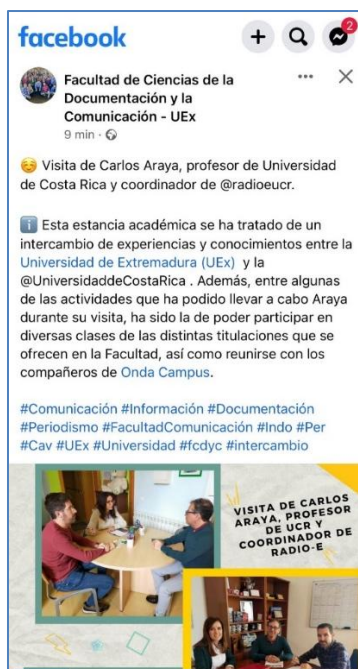 facebook
2
Facultad de Ciencias de la
Documentación y la
Comunicación - UEx
9 min ·
Visita de Carlos Araya, profesor de Universidad
de Costa Rica y coordinador de @radioeucr.
Esta estancia académica se ha tratado de un
intercambio de experiencias y conocimientos entre la
Universidad de Extremadura (UEx) y la
@UniversidaddeCostaRica . Además, entre algunas
de las actividades que ha podido llevar a cabo Araya
durante su visita, ha sido la de poder participar en
diversas clases de las distintas titulaciones que se
ofrecen en la Facultad, así como reunirse con los
compañeros de Onda Campus.
#Comunicación #Información #Documentación
#Periodismo #FacultadComunicación #Indo #Per
#Cav #UEx #Universidad #fcdyc #intercambio
VISITA DE CARLOS
ARAYA, PROFESOR
DE UCR Y
COORDINADOR DE
RADIO-E